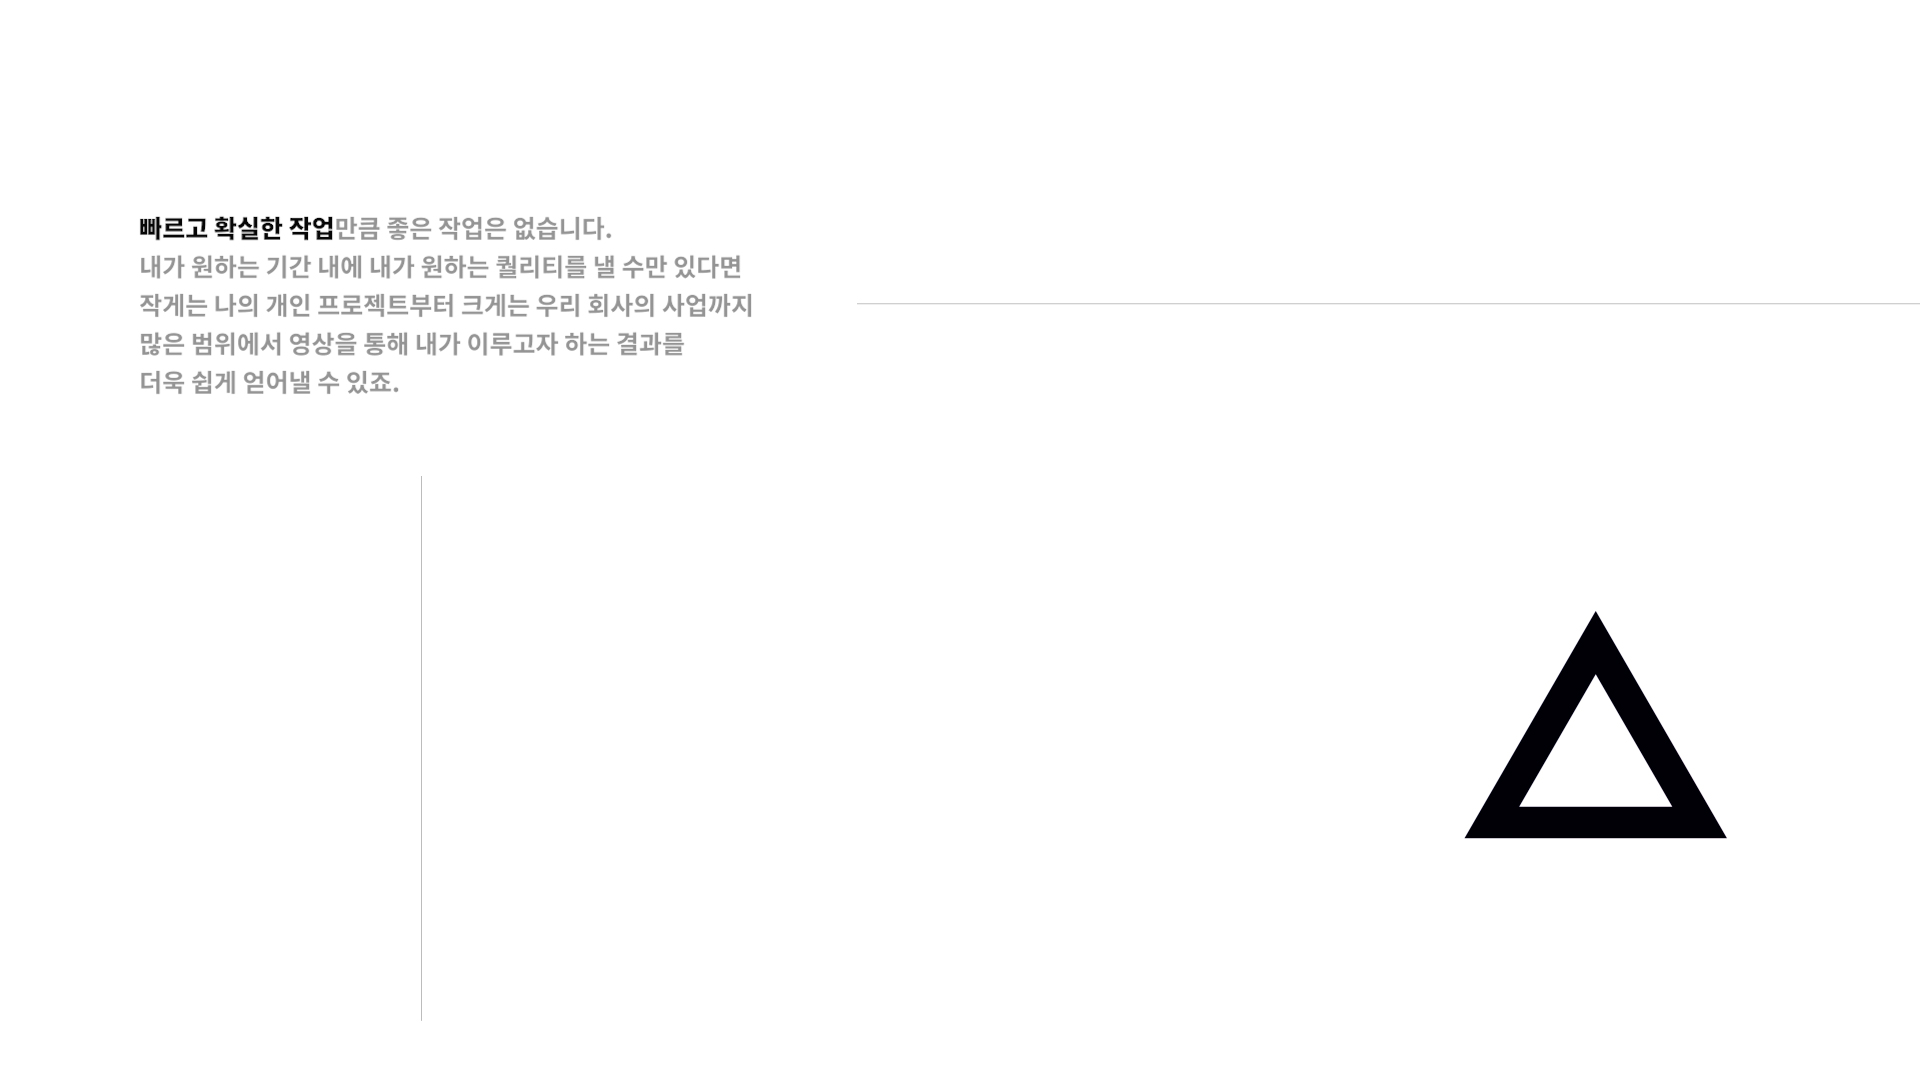 빠르고 확실한 작업만큼 좋은 작업은 없습니다.
내가 원하는 기간 내에 내가 원하는 퀄리티를 낼 수만 있다면
작게는 나의 개인 프로젝트부터 크게는 우리 회사의 사업까지
많은 범위에서 영상을 통해 내가 이루고자 하는 결과를
더욱 쉽게 얻어낼 수 있죠.